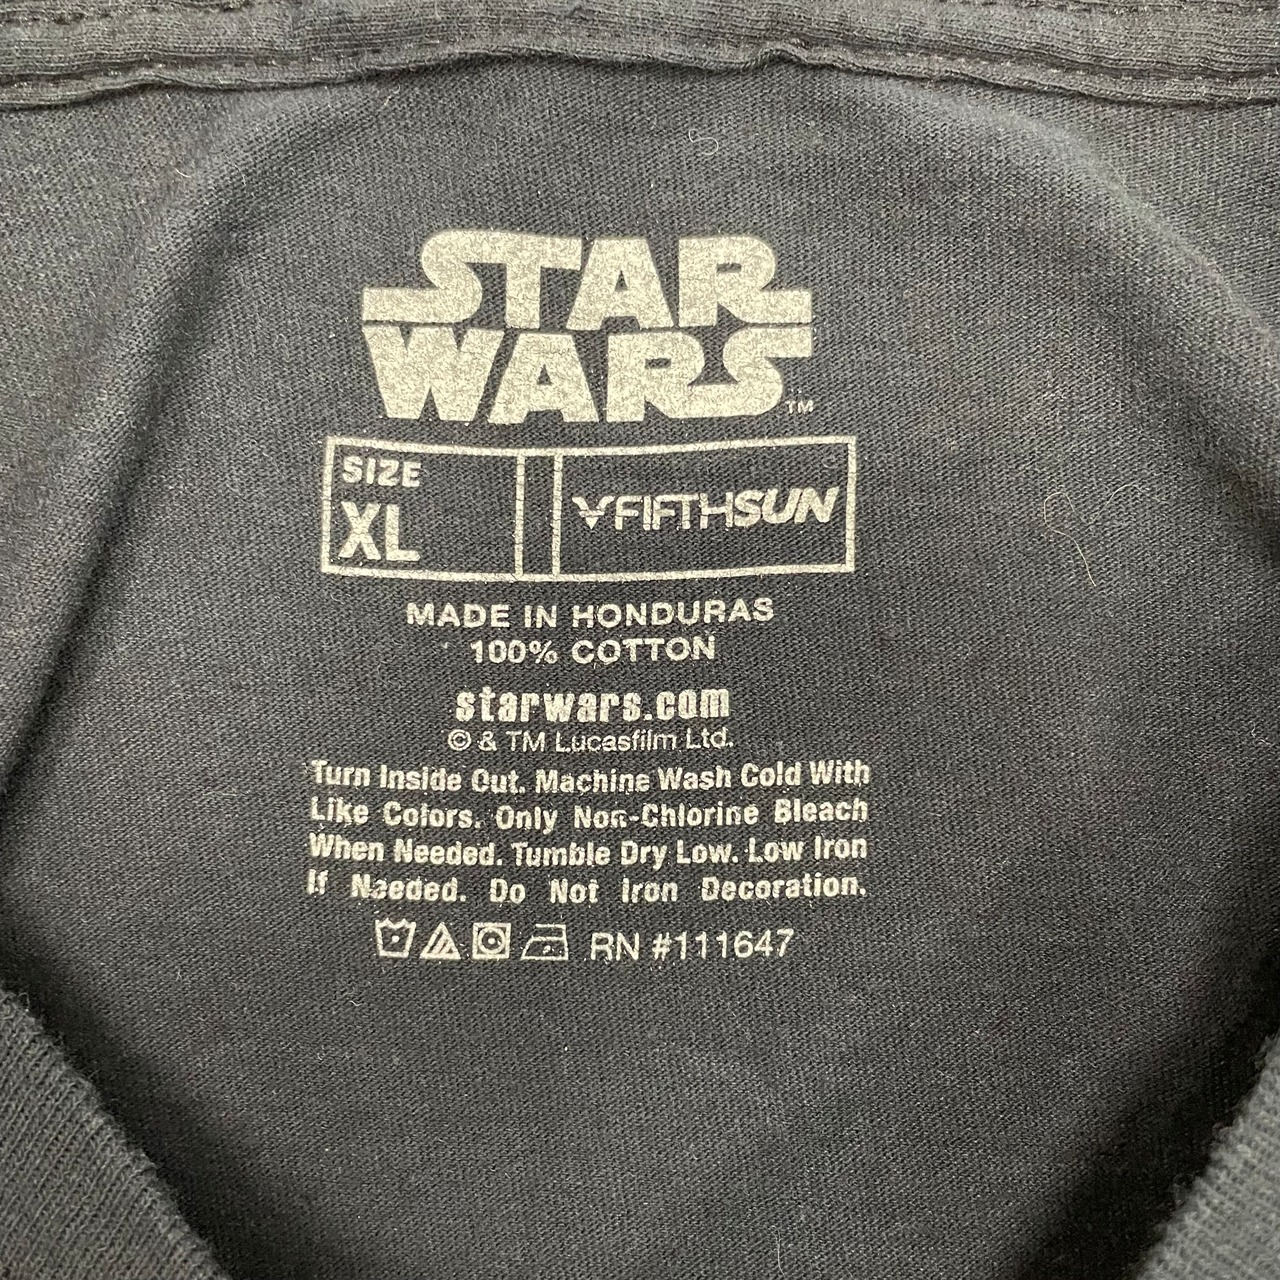 STAR
WARS™
SIZE
XL
FIFTHSUN
MADE IN HONDURAS
100% COTTON
starwars.com
© & TM Lucasfilm Ltd.
Turn Inside Out. Machine Wash Cold With
Like Colors. Only Non-Chlorine Bleach
When Needed. Tumble Dry Low. Low Iron
If Needed. Do Not Iron Decoration.
RN #111647